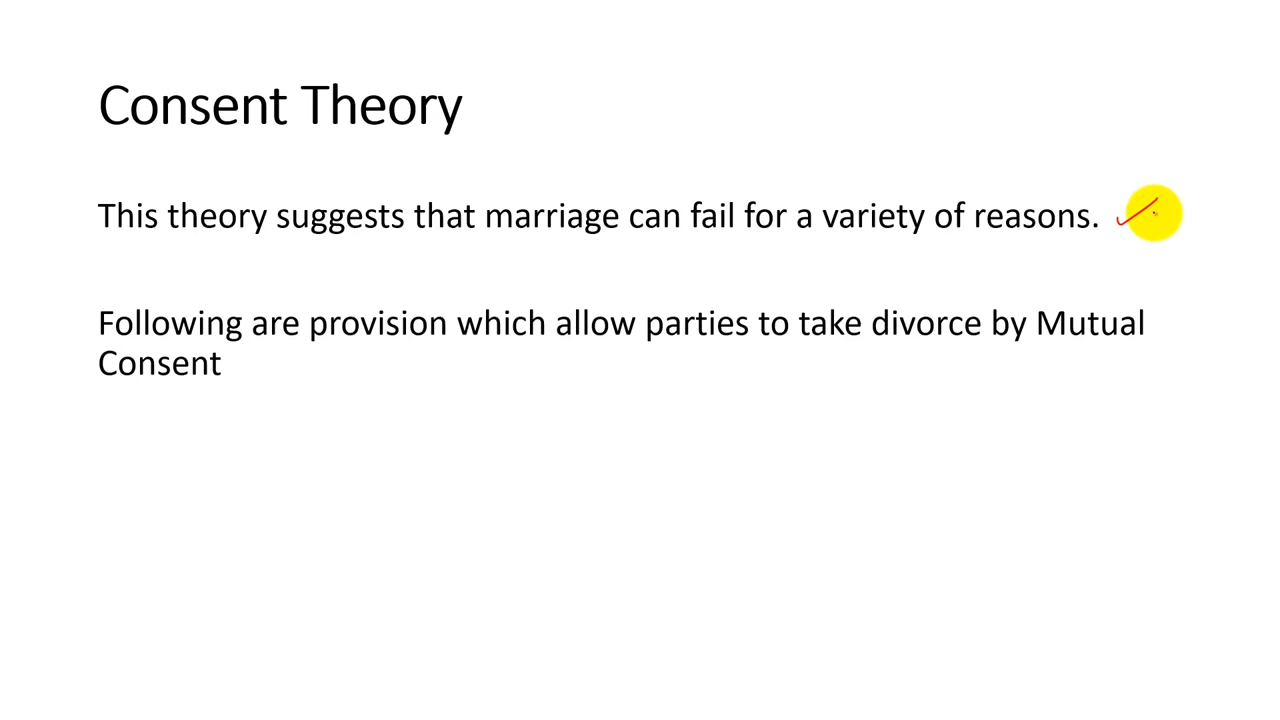 Consent Theory
This theory suggests that marriage can fail for a variety of reasons.
Following are provision which allow parties to take divorce by Mutual
Consent